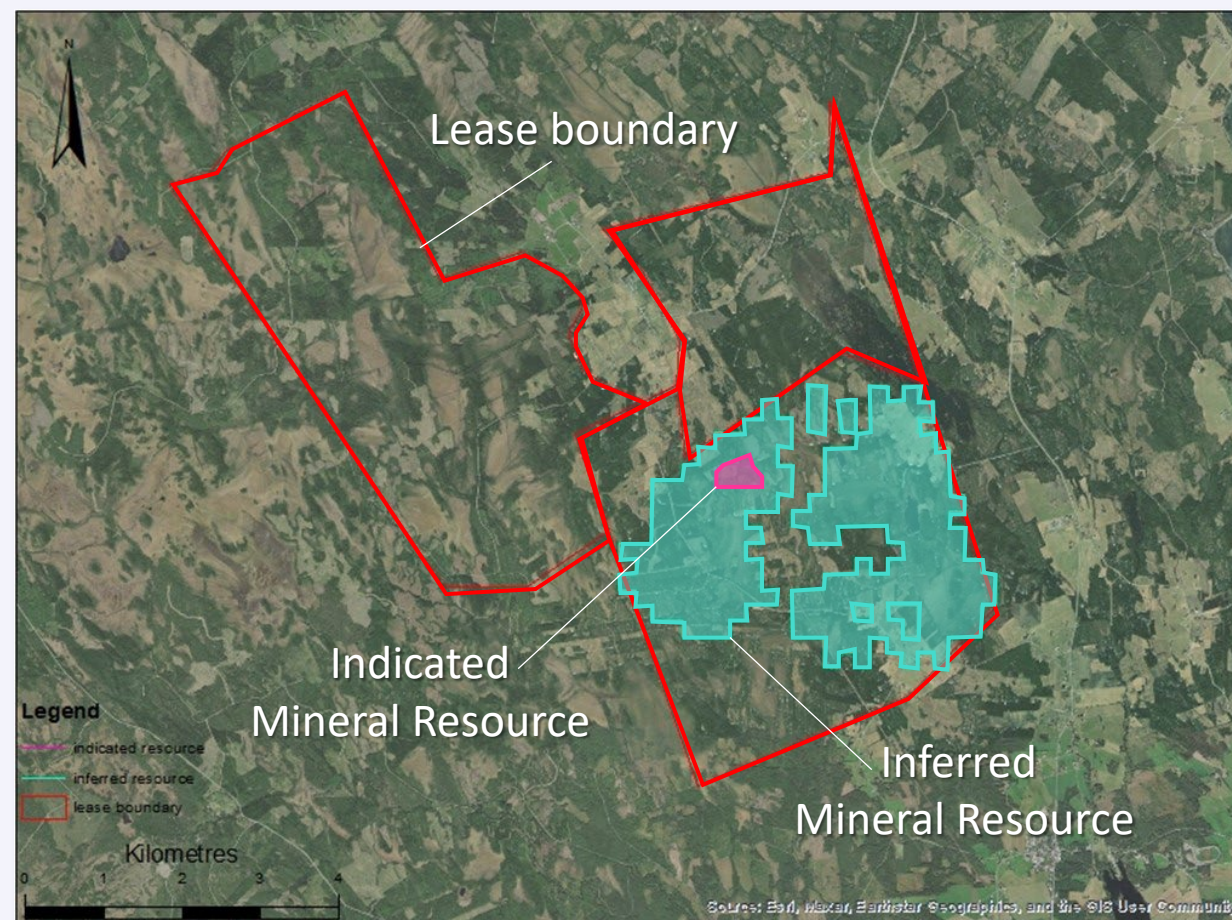 N
Lease boundary
Indicated
Mineral Resource
Inferred
Mineral Resource
Legend
indicated resource
inferred resource
lease boundary
Kilometres
0 1 2 3 4
Source: Esri, Maxar, Earthstar Geographics, and the GIS User Communit